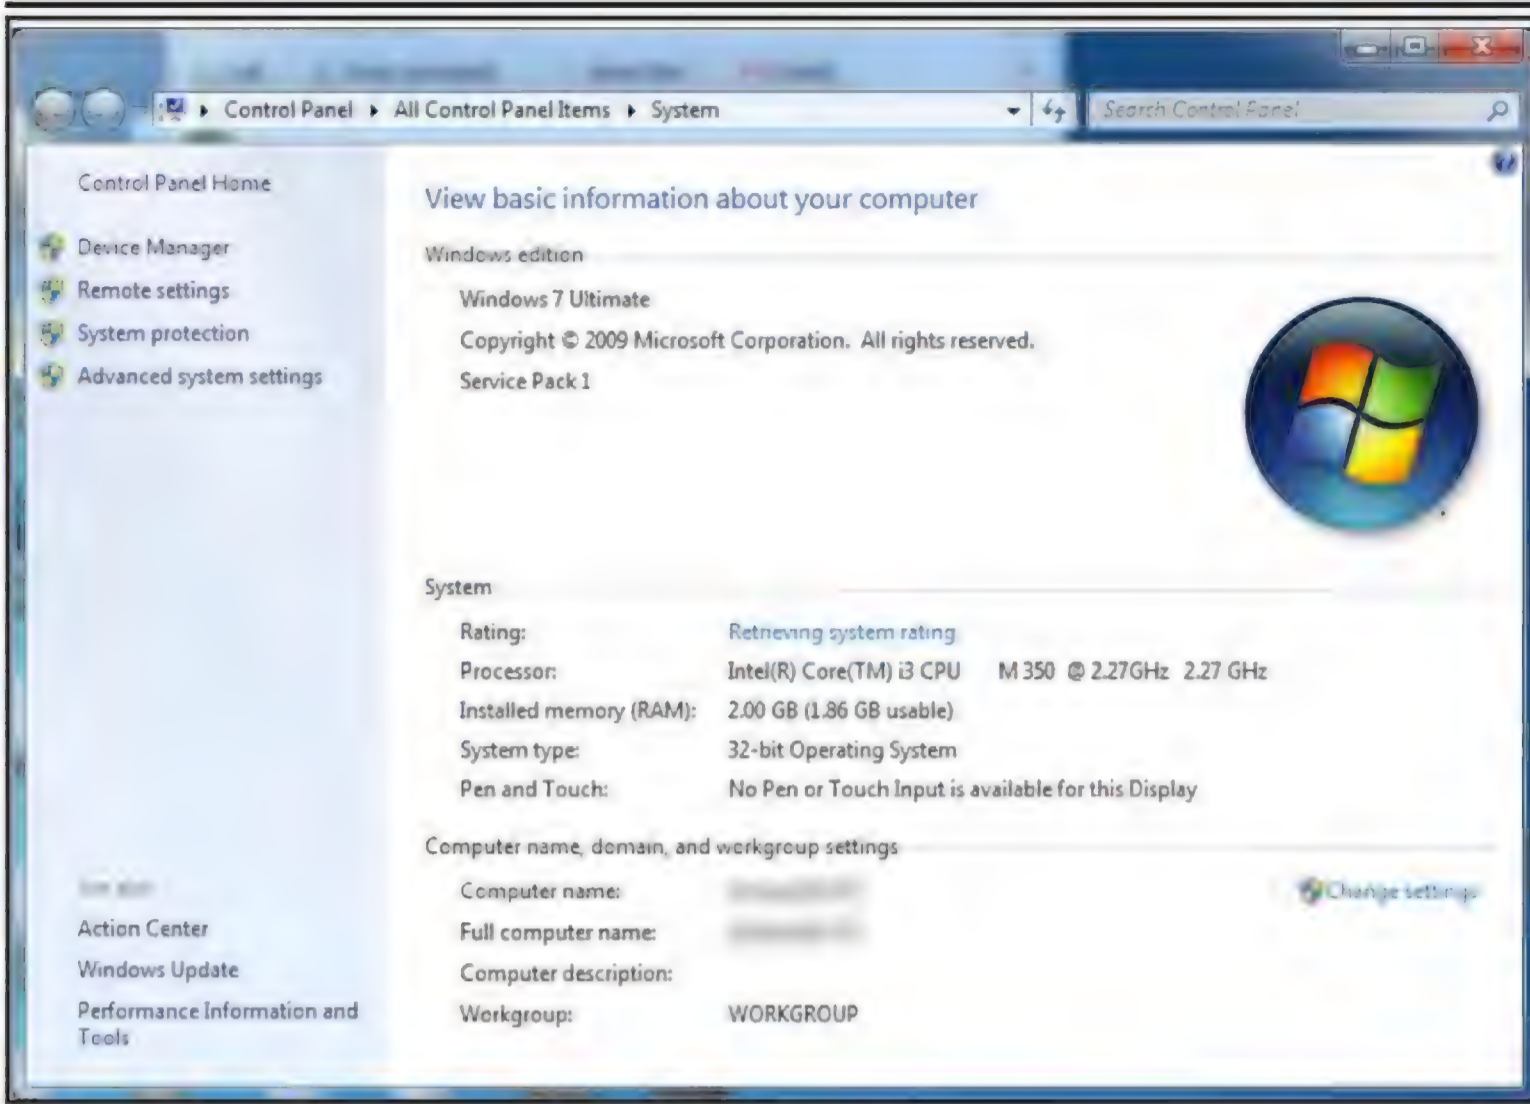 Control Panel ▸ All Control Panel Items ▸ System
Search Control Panel
Control Panel Home
Device Manager
Remote settings
System protection
Advanced system settings
View basic information about your computer
Windows edition
Windows 7 Ultimate
Copyright © 2009 Microsoft Corporation. All rights reserved.
Service Pack 1
System
Rating: Retrieving system rating
Processor: Intel(R) Core(TM) i3 CPU M 350 @ 2.27GHz 2.27 GHz
Installed memory (RAM): 2.00 GB (1.86 GB usable)
System type: 32-bit Operating System
Pen and Touch: No Pen or Touch Input is available for this Display
Computer name, domain, and workgroup settings
Computer name:
Change settings
Full computer name:
Computer description:
Workgroup: WORKGROUP
See also
Action Center
Windows Update
Performance Information and
Tools